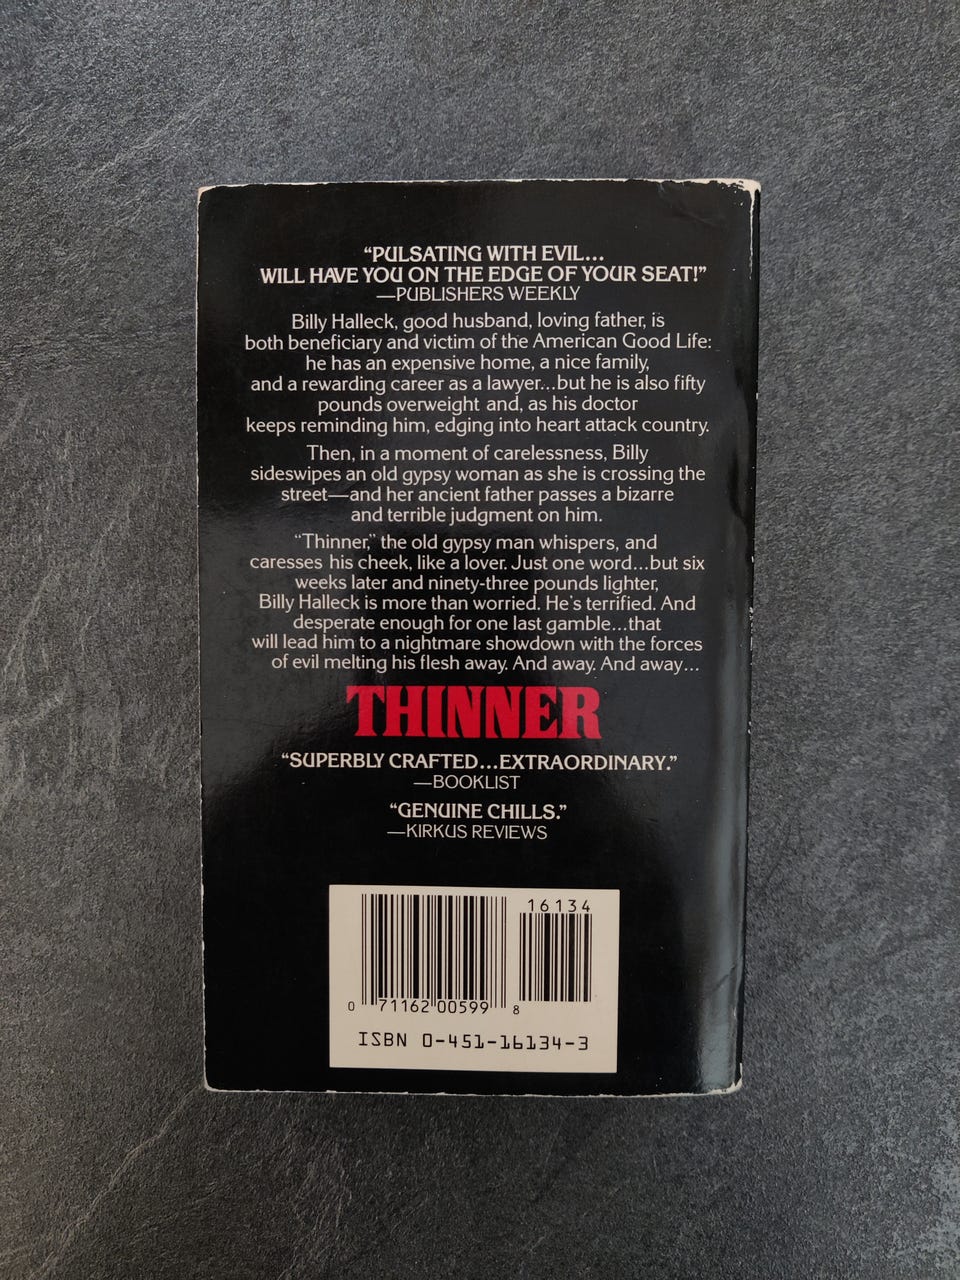 “PULSATING WITH EVIL...
WILL HAVE YOU ON THE EDGE OF YOUR SEAT!”
—PUBLISHERS WEEKLY
Billy Halleck, good husband, loving father, is
both beneficiary and victim of the American Good Life:
he has an expensive home, a nice family,
and a rewarding career as a lawyer...but he is also fifty
pounds overweight and, as his doctor
keeps reminding him, edging into heart attack country.
Then, in a moment of carelessness, Billy
sideswipes an old gypsy woman as she is crossing the
street—and her ancient father passes a bizarre
and terrible judgment on him.
“Thinner,” the old gypsy man whispers, and
caresses his cheek, like a lover. Just one word...but six
weeks later and ninety-three pounds lighter,
Billy Halleck is more than worried. He's terrified. And
desperate enough for one last gamble...that
will lead him to a nightmare showdown with the forces
of evil melting his flesh away. And away. And away...
THINNER
“SUPERBLY CRAFTED...EXTRAORDINARY.”
—BOOKLIST
“GENUINE CHILLS.”
—KIRKUS REVIEWS
16134
0 71162 00599 8
ISBN 0-451-16134-3